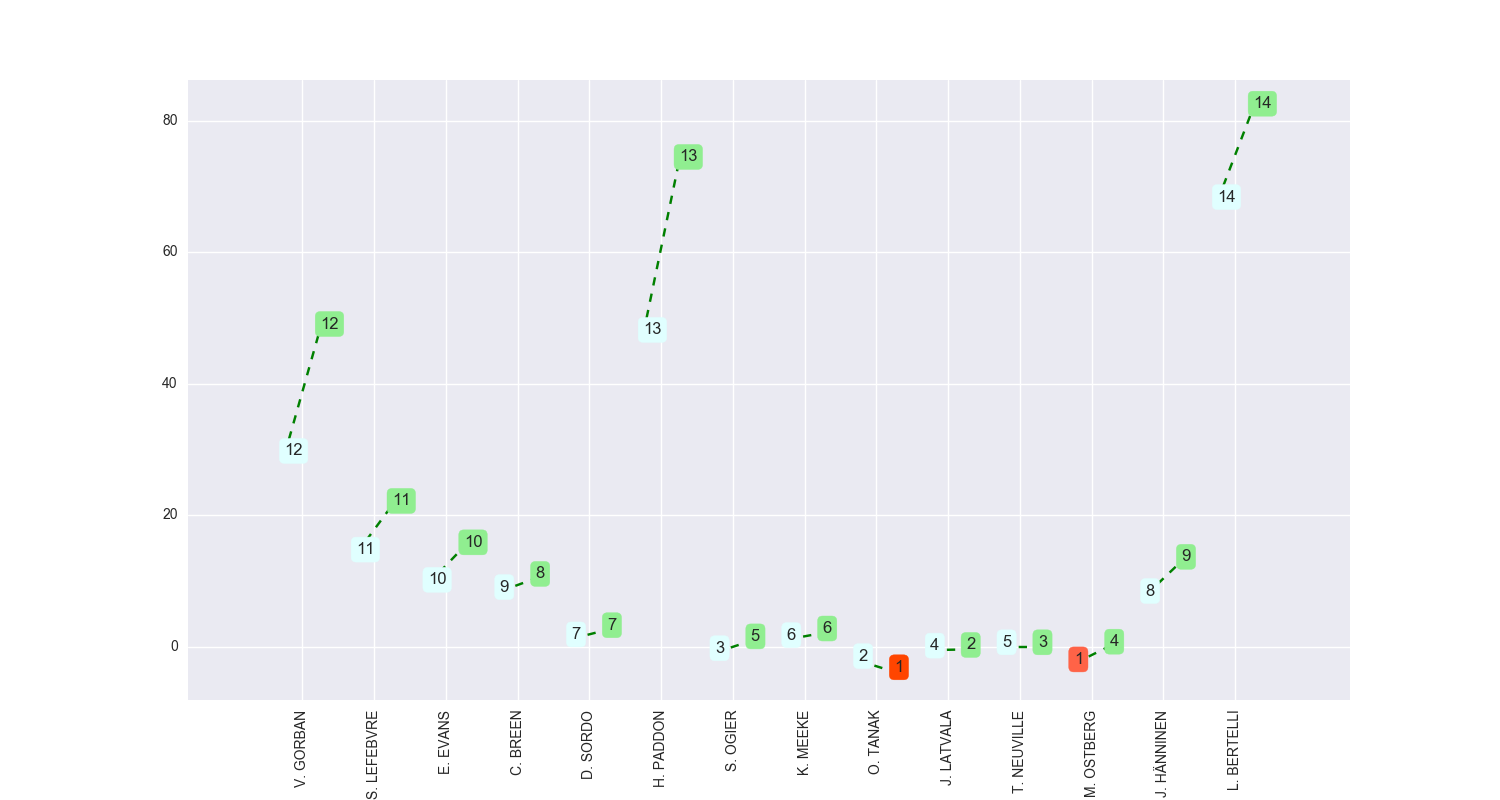 80
60
40
20
0
12
12
11
11
10
10
9
8
7
7
13
13
3
5
6
6
2
1
4
2
5
3
1
4
8
9
14
14
V. GORBAN
S. LEFEBVRE
E. EVANS
C. BREEN
D. SORDO
H. PADDON
S. OGIER
K. MEEKE
O. TANAK
J. LATVALA
T. NEUVILLE
M. OSTBERG
J. HÄNNINEN
L. BERTELLI